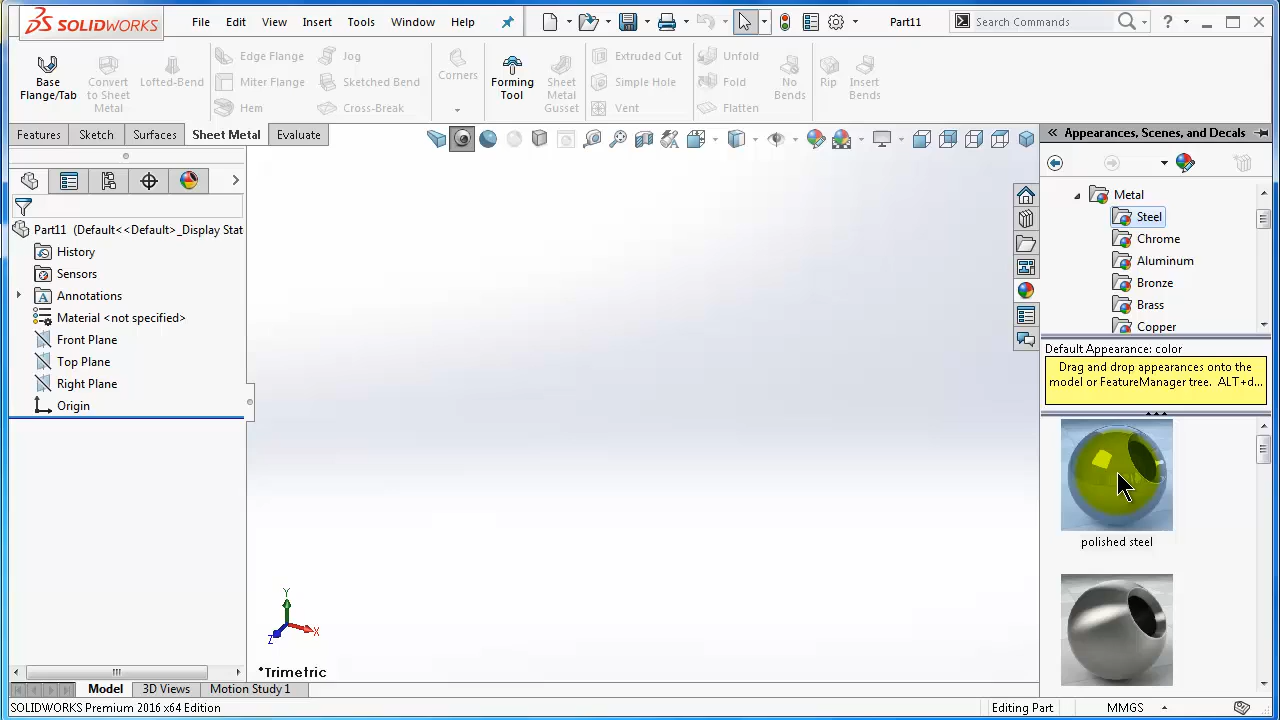 SOLIDWORKS
File Edit View Insert Tools Window Help
Part11
Search Commands
?
Base Flange/Tab
Convert to Sheet Metal
Lofted-Bend
Edge Flange
Miter Flange
Hem
Jog
Sketched Bend
Cross-Break
Corners
Forming Tool
Sheet Metal Gusset
Extruded Cut
Simple Hole
Vent
Unfold
Fold
Flatten
No Bends
Rip
Insert Bends
Features Sketch Surfaces Sheet Metal Evaluate
Part11 (Default<<Default>_Display Stat
History
Sensors
Annotations
Material <not specified>
Front Plane
Top Plane
Right Plane
Origin
Y
X
Z
*Trimetric
Appearances, Scenes, and Decals
Metal
Steel
Chrome
Aluminum
Bronze
Brass
Copper
Default Appearance: color
Drag and drop appearances onto the
model or FeatureManager tree. ALT+d...
polished steel
Model 3D Views Motion Study 1
SOLIDWORKS Premium 2016 x64 Edition
Editing Part
MMGS